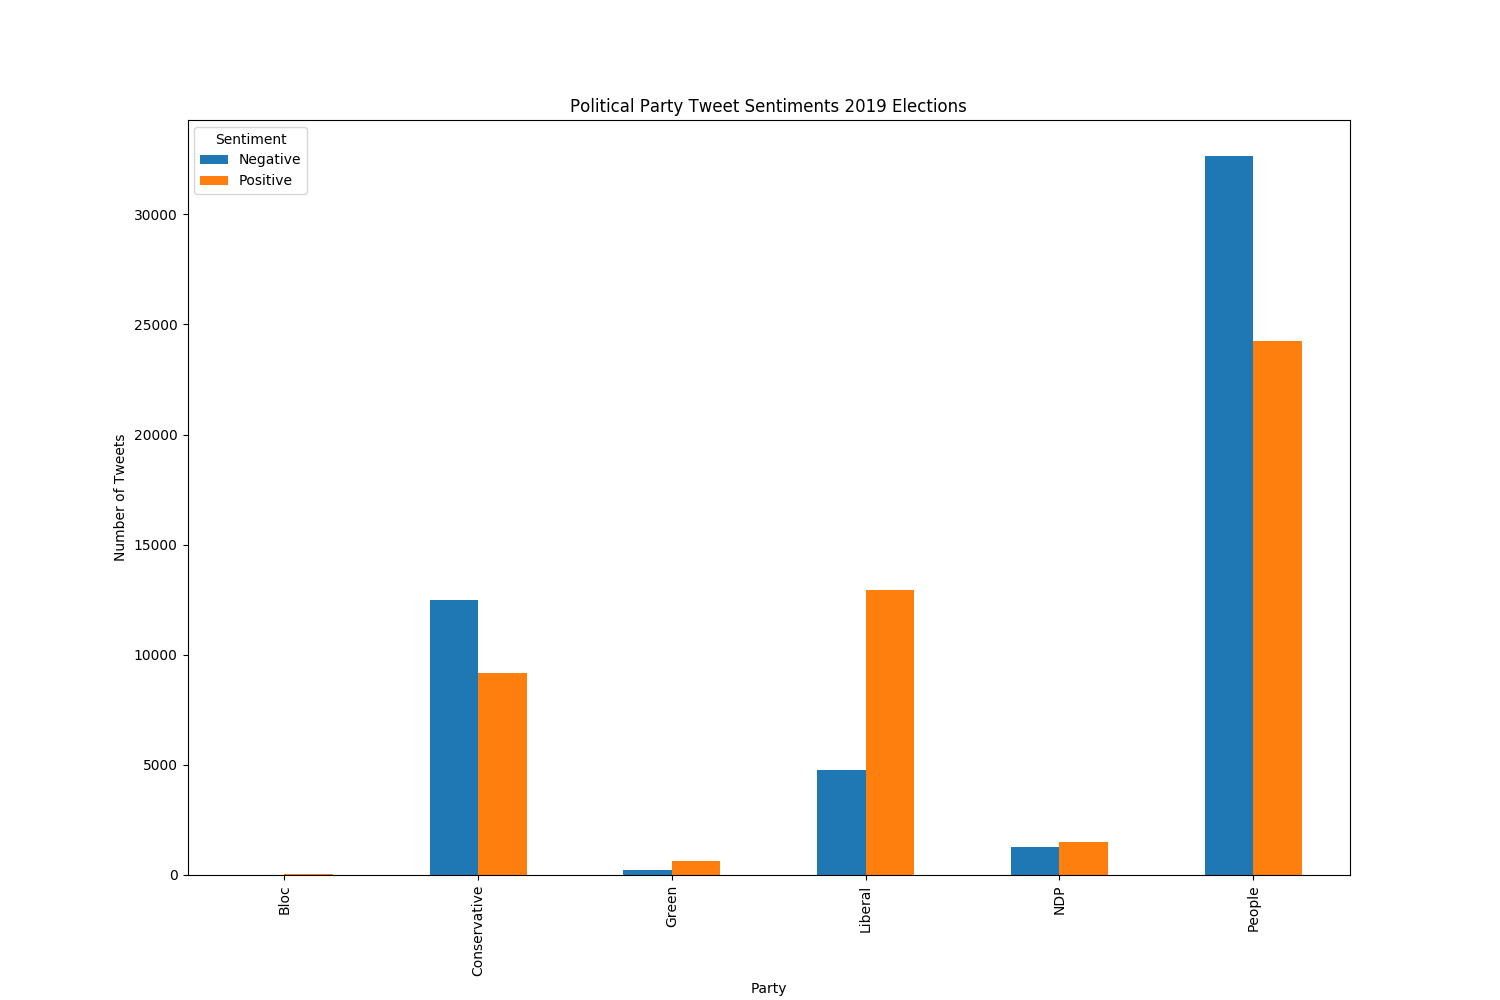 Political Party Tweet Sentiments 2019 Elections
Sentiment
Negative
Positive
Number of Tweets
30000
25000
20000
15000
10000
5000
0
Bloc
Conservative
Green
Liberal
NDP
People
Party